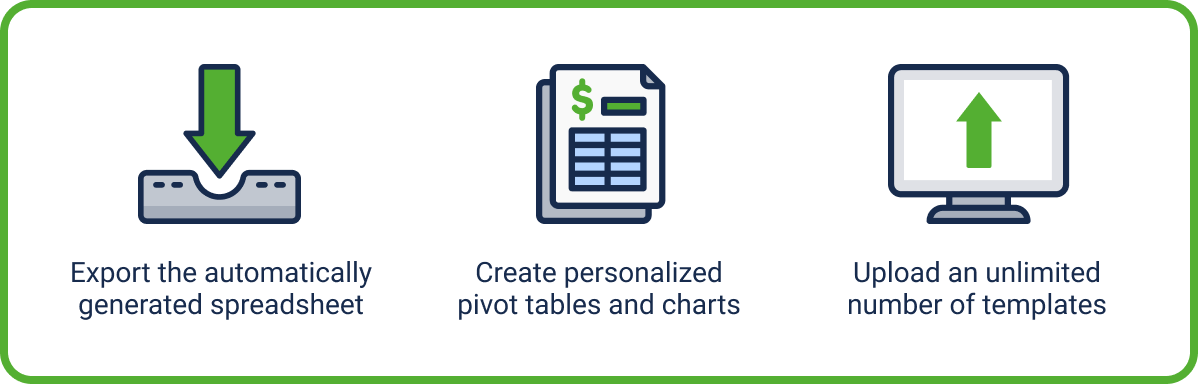 $
Export the automatically
generated spreadsheet
Create personalized
pivot tables and charts
Upload an unlimited
number of templates